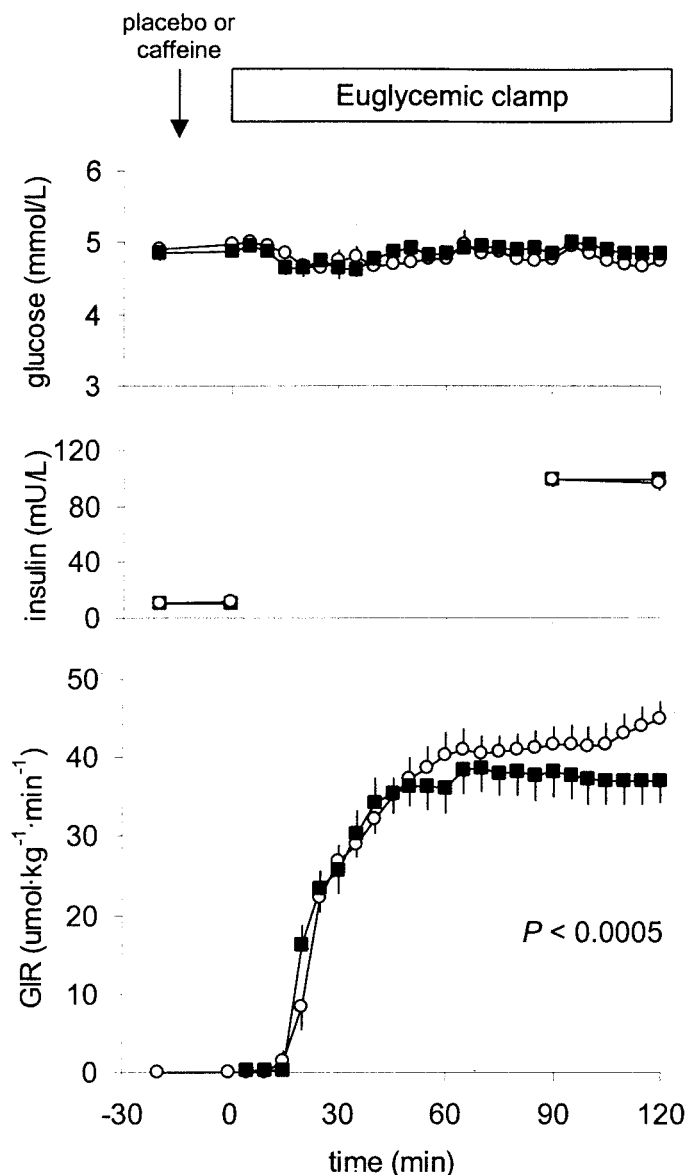 placebo or
caffeine
Euglycemic clamp
6
5
4
3
glucose (mmol/L)
120
80
40
0
insulin (mU/L)
50
40
30
20
10
0
GIR (umol·kg⁻¹·min⁻¹)
P < 0.0005
-30 0 30 60 90 120
time (min)